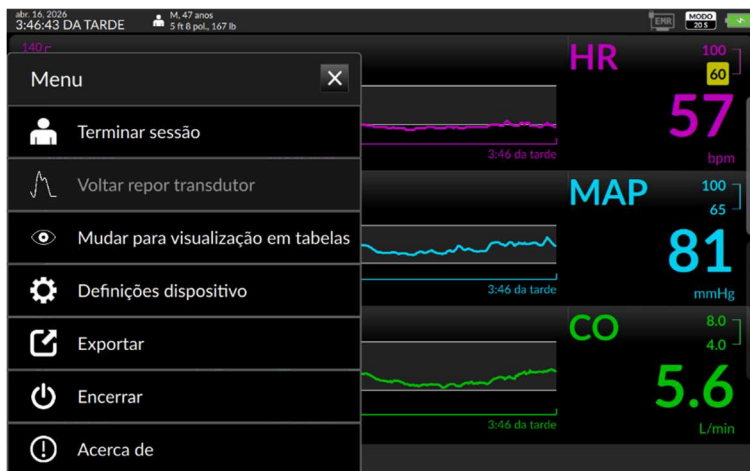 abr. 16, 2026
3:46:43 DA TARDE
M, 47 anos
5 ft 8 pol., 167 lb
EMR
MODO
20 S
140
Menu
Terminar sessão
Voltar repor transdutor
Mudar para visualização em tabelas
Definições dispositivo
Exportar
Encerrar
Acerca de
3:46 da tarde
HR
100
60
57
bpm
3:46 da tarde
MAP
100
65
81
mmHg
3:46 da tarde
CO
8.0
4.0
5.6
L/min